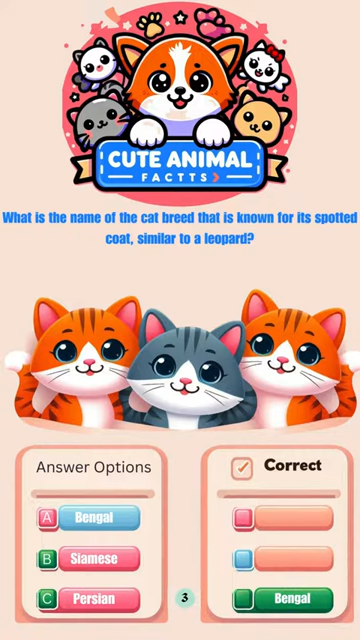 CUTE ANIMAL
FACTTS
What is the name of the cat breed that is known for its spotted
coat, similar to a leopard?
Answer Options
A Bengal
B Siamese
C Persian
3
Correct
Bengal